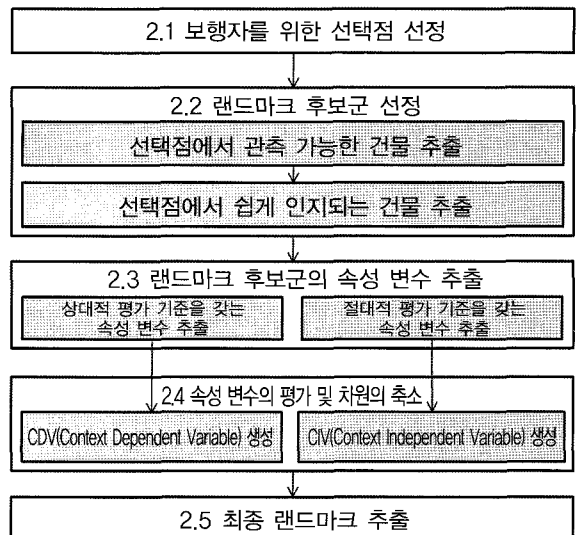 2.1 보행자를 위한 선택점 선정
2.2 랜드마크 후보군 선정
선택점에서 관측 가능한 건물 추출
선택점에서 쉽게 인지되는 건물 추출
2.3 랜드마크 후보군의 속성 변수 추출
상대적 평가 기준을 갖는
속성 변수 추출
절대적 평가 기준을 갖는
속성 변수 추출
2.4 속성 변수의 평가 및 차원의 축소
CDV(Context Dependent Variable) 생성
CIV(Context Independent Variable) 생성
2.5 최종 랜드마크 추출